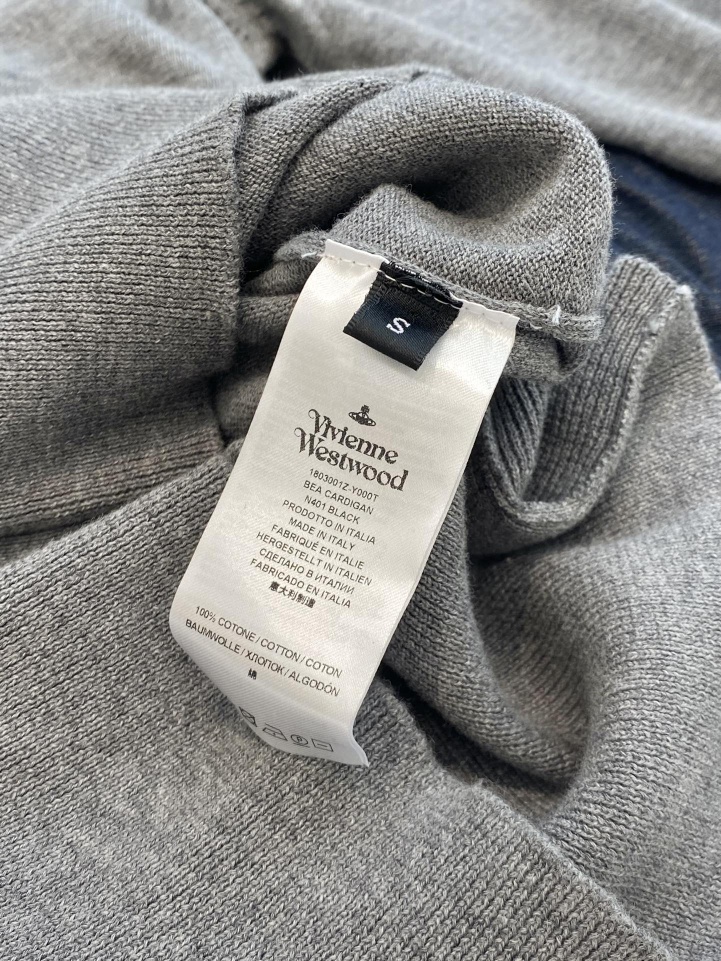 S
Vivienne
Westwood
1803001Z-Y000T
BEA CARDIGAN
N401 BLACK
PRODOTTO IN ITALIA
MADE IN ITALY
FABRIQUÉ EN ITALIE
HERGESTELLT IN ITALIEN
СДЕЛАНО В ИТАЛИИ
FABRICADO EN ITALIA
意大利制造
100% COTONE / COTTON / COTON
BAUMWOLLE / ХЛОПОК / ALGODÓN
棉